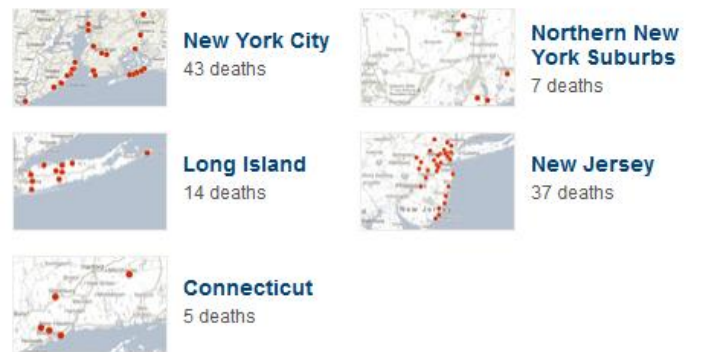 New York City
43 deaths
Northern New
York Suburbs
7 deaths
Long Island
14 deaths
New Jersey
37 deaths
Connecticut
5 deaths